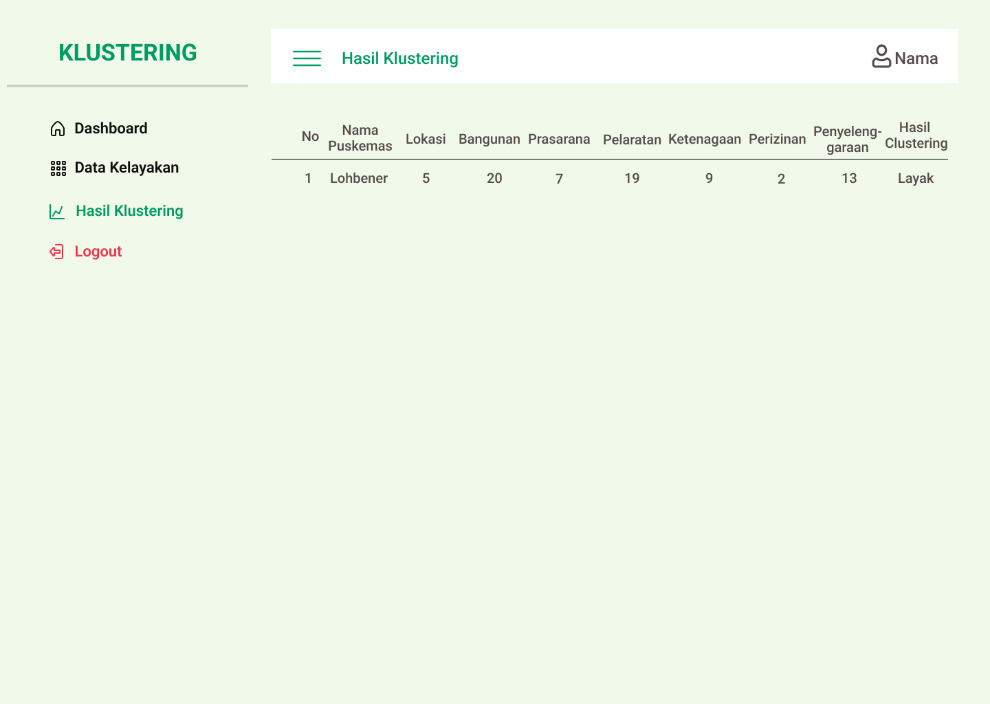 KLUSTERING
Dashboard
Data Kelayakan
Hasil Klustering
Logout
Hasil Klustering
Nama
No
Nama
Puskemas
Lokasi
Bangunan
Prasarana
Pelaratan
Ketenagaan
Perizinan
Penyeleng-
garaan
Hasil
Clustering
1
Lohbener
5
20
7
19
9
2
13
Layak